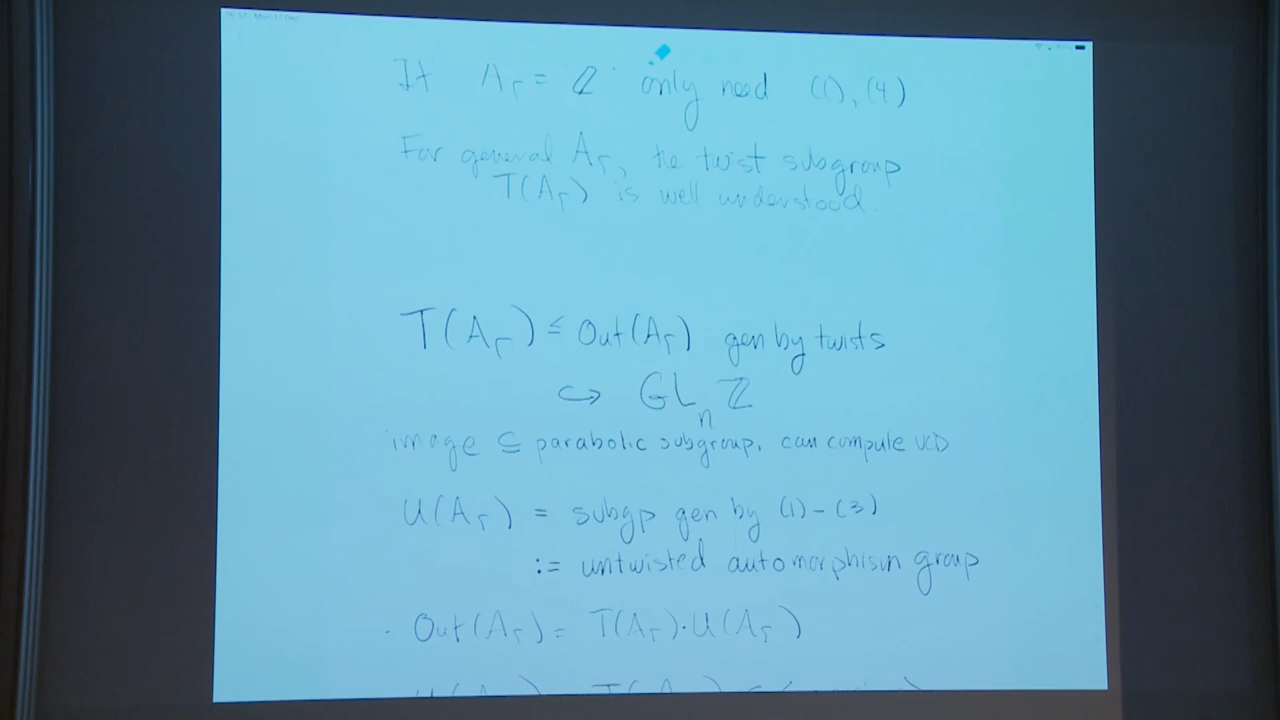 If A_Γ = ℤ only need (1), (4)
For general A_Γ, the twist subgroup
T(A_Γ) is well understood.
T(A_Γ) ≤ Out(A_Γ) gen by twists
↪ GL_n ℤ
image ⊆ parabolic subgroup, can compute VCD
U(A_Γ) = subgp gen by (1) - (3)
:= untwisted automorphism group
Out(A_Γ) = T(A_Γ)·U(A_Γ)